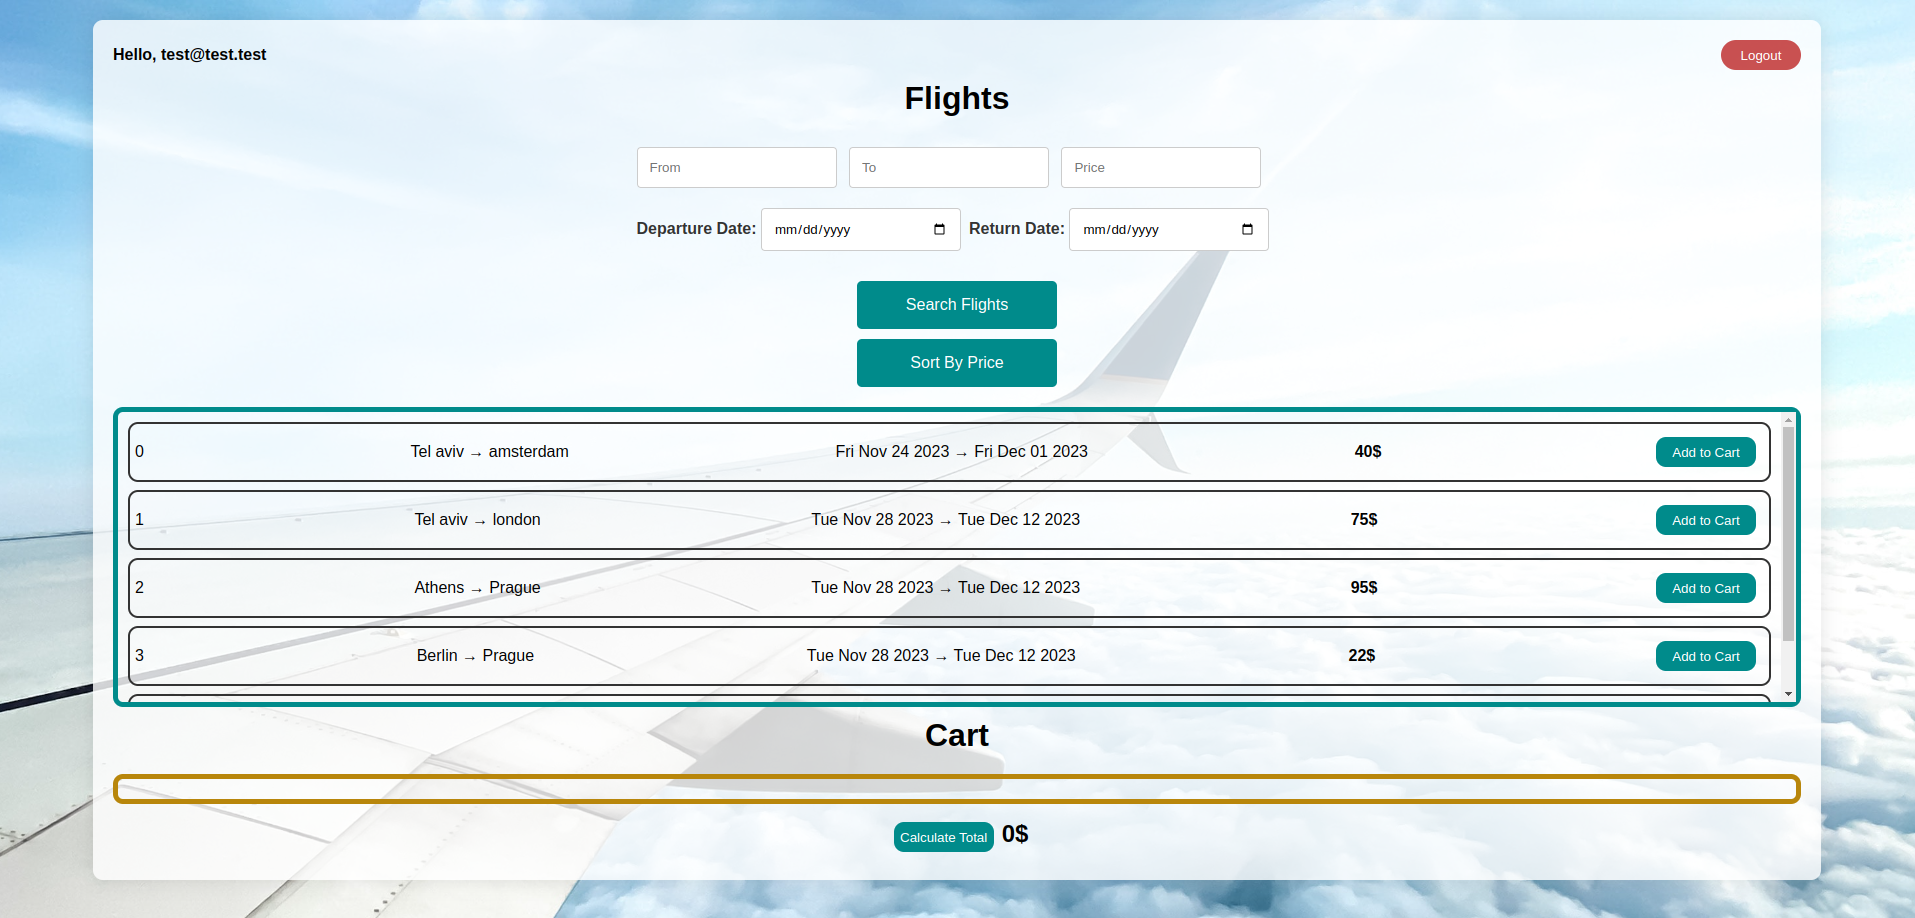 Hello, test@test.test
Logout
Flights
From To Price
Departure Date: mm/dd/yyyy Return Date: mm/dd/yyyy
Search Flights
Sort By Price
0 Tel aviv → amsterdam Fri Nov 24 2023 → Fri Dec 01 2023 40$ Add to Cart
1 Tel aviv → london Tue Nov 28 2023 → Tue Dec 12 2023 75$ Add to Cart
2 Athens → Prague Tue Nov 28 2023 → Tue Dec 12 2023 95$ Add to Cart
3 Berlin → Prague Tue Nov 28 2023 → Tue Dec 12 2023 22$ Add to Cart
Cart
Calculate Total 0$